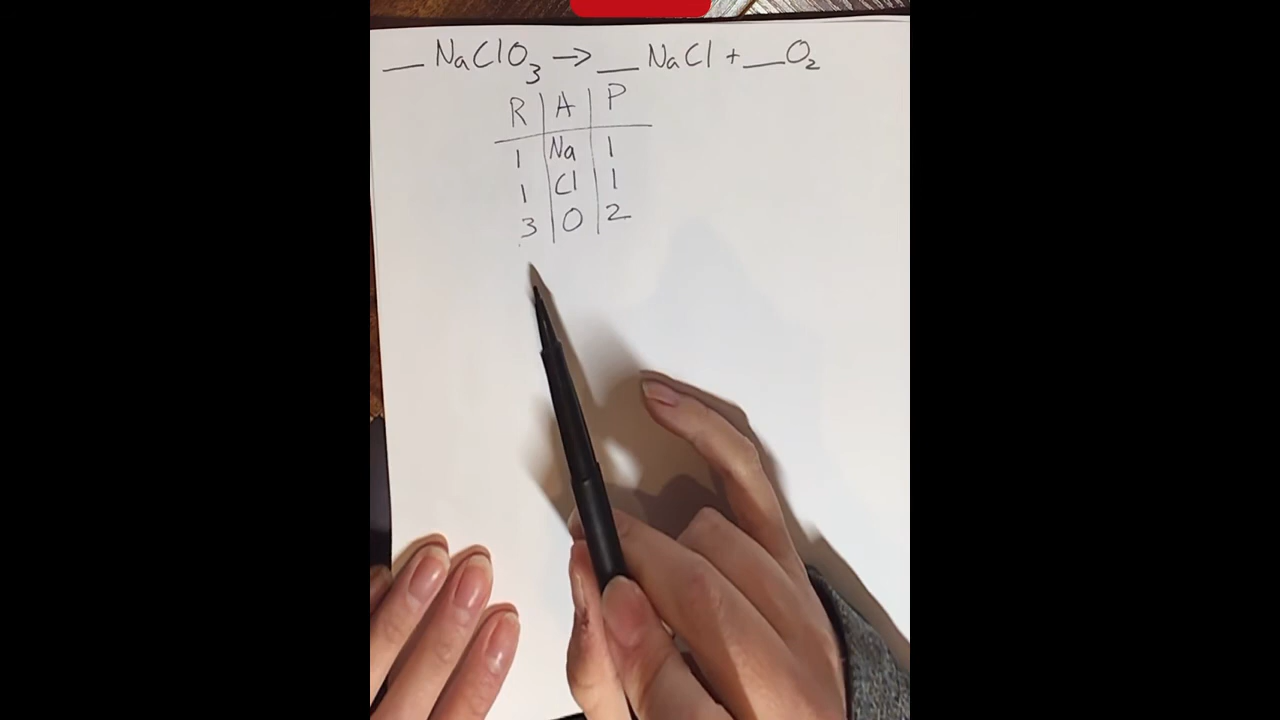 __ NaClO₃ → __ NaCl + __ O₂
R | A | P
1 | Na | 1
1 | Cl | 1
3 | O | 2